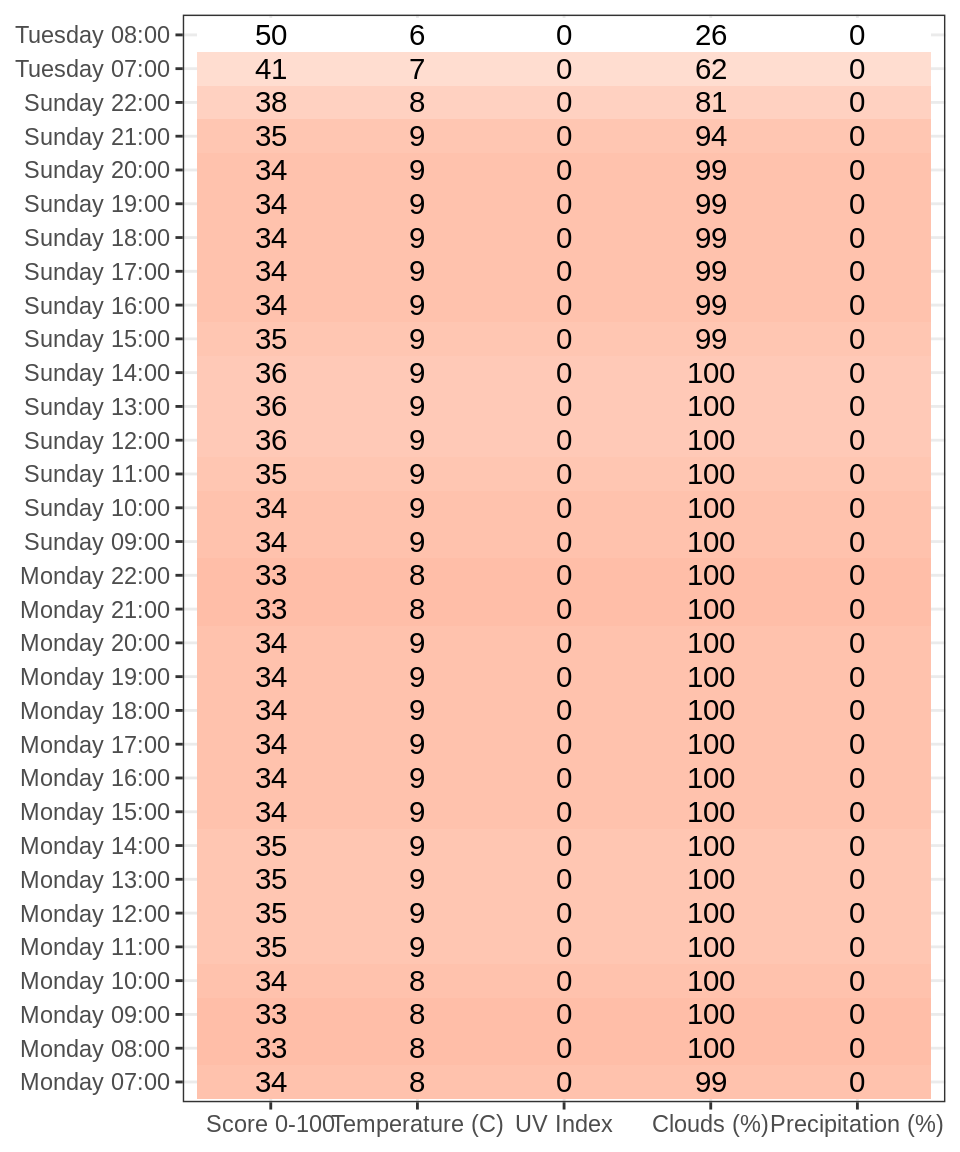 Tuesday 08:00 50 6 0 26 0
Tuesday 07:00 41 7 0 62 0
Sunday 22:00 38 8 0 81 0
Sunday 21:00 35 9 0 94 0
Sunday 20:00 34 9 0 99 0
Sunday 19:00 34 9 0 99 0
Sunday 18:00 34 9 0 99 0
Sunday 17:00 34 9 0 99 0
Sunday 16:00 34 9 0 99 0
Sunday 15:00 35 9 0 99 0
Sunday 14:00 36 9 0 100 0
Sunday 13:00 36 9 0 100 0
Sunday 12:00 36 9 0 100 0
Sunday 11:00 35 9 0 100 0
Sunday 10:00 34 9 0 100 0
Sunday 09:00 34 9 0 100 0
Monday 22:00 33 8 0 100 0
Monday 21:00 33 8 0 100 0
Monday 20:00 34 9 0 100 0
Monday 19:00 34 9 0 100 0
Monday 18:00 34 9 0 100 0
Monday 17:00 34 9 0 100 0
Monday 16:00 34 9 0 100 0
Monday 15:00 34 9 0 100 0
Monday 14:00 35 9 0 100 0
Monday 13:00 35 9 0 100 0
Monday 12:00 35 9 0 100 0
Monday 11:00 35 9 0 100 0
Monday 10:00 34 8 0 100 0
Monday 09:00 33 8 0 100 0
Monday 08:00 33 8 0 100 0
Monday 07:00 34 8 0 99 0
Score 0-100 Temperature (C) UV Index Clouds (%) Precipitation (%)